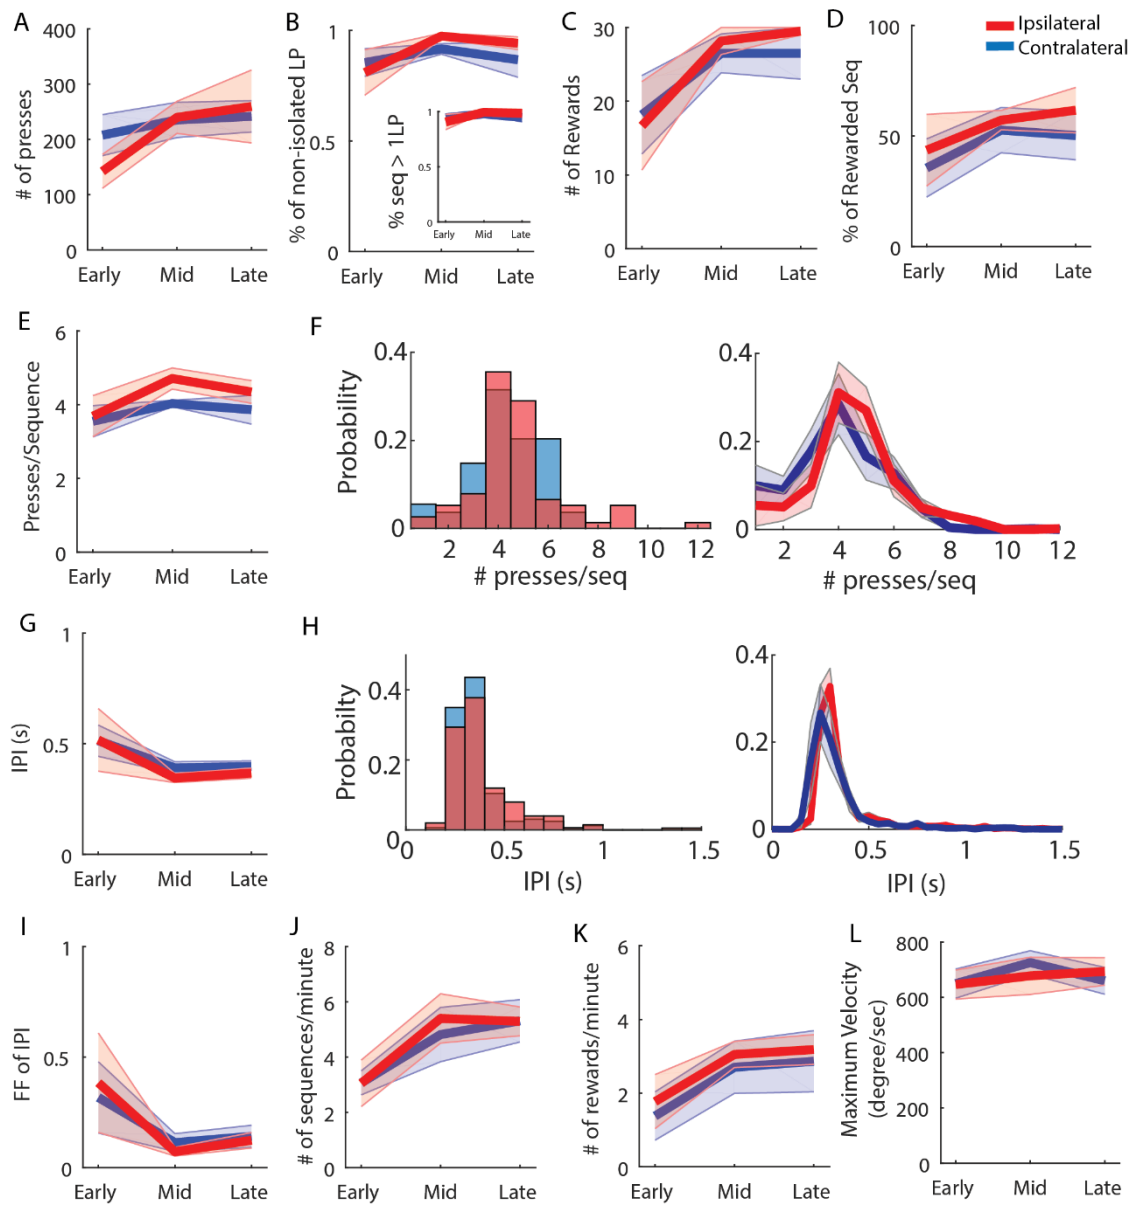 A
# of presses
400
300
200
100
0
Early Mid Late
B
% of non-isolated LP
1
0.5
0
Early Mid Late
% seq > 1LP
1
0.5
0
Early Mid Late
C
# of Rewards
30
20
10
0
Early Mid Late
D
% of Rewarded Seq
100
50
0
Early Mid Late
Ipsilateral
Contralateral
E
Presses/Sequence
6
4
2
0
Early Mid Late
F
Probability
0.4
0.2
0
2 4 6 8 10 12
# presses/seq
0.4
0.2
0
2 4 6 8 10 12
# presses/seq
G
IPI (s)
1
0.5
0
Early Mid Late
H
Probabilty
0.4
0.2
0
0 0.5 1 1.5
IPI (s)
0.4
0.2
0
0 0.5 1 1.5
IPI (s)
I
FF of IPI
1
0.5
0
Early Mid Late
J
# of sequences/minute
8
6
4
2
0
Early Mid Late
K
# of rewards/minute
6
4
2
0
Early Mid Late
L
Maximum Velocity
(degree/sec)
800
600
400
200
0
Early Mid Late